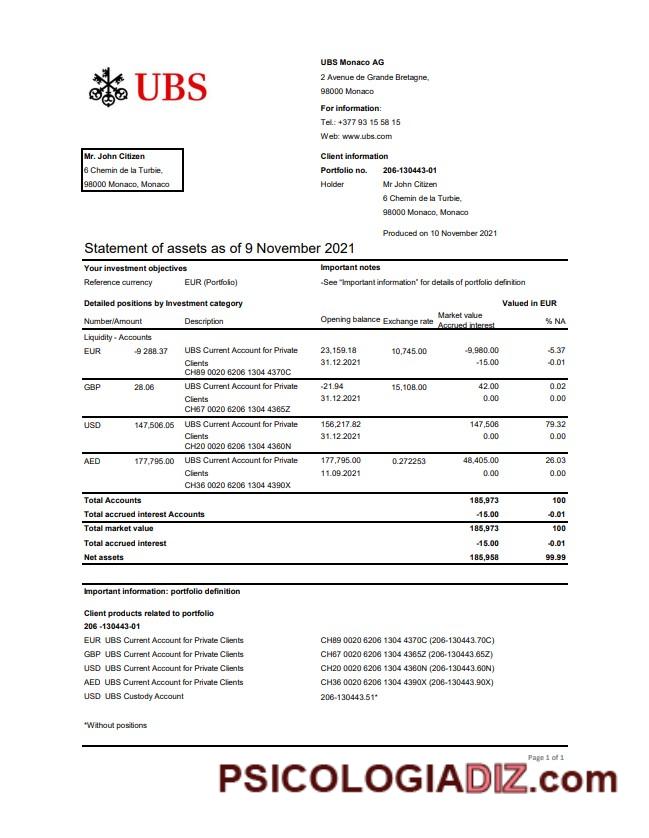 UBS
UBS Monaco AG
2 Avenue de Grande Bretagne,
98000 Monaco
For information:
Tel.: +377 93 15 58 15
Web: www.ubs.com
Mr. John Citizen
6 Chemin de la Turbie,
98000 Monaco, Monaco
Client information
Portfolio no. 206-130443-01
Holder Mr John Citizen
6 Chemin de la Turbie,
98000 Monaco, Monaco
Produced on 10 November 2021
Statement of assets as of 9 November 2021
Your investment objectives Important notes
Reference currency EUR (Portfolio) -See “Important information” for details of portfolio definition
Detailed positions by Investment category Valued in EUR
Number/Amount Description Opening balance Exchange rate Market value % NA
Accrued interest
Liquidity - Accounts
EUR -9 288.37 UBS Current Account for Private 23,159.18 10,745.00 -9,980.00 -5.37
Clients 31.12.2021 -15.00 -0.01
CH89 0020 6206 1304 4370C
GBP 28.06 UBS Current Account for Private -21.94 15,108.00 42.00 0.02
Clients 31.12.2021 0.00 0.00
CH67 0020 6206 1304 4365Z
USD 147,506.05 UBS Current Account for Private 156,217.82 147,506 79.32
Clients 31.12.2021 0.00 0.00
CH20 0020 6206 1304 4360N
AED 177,795.00 UBS Current Account for Private 177,795.00 0.272253 48,405.00 26.03
Clients 11.09.2021 0.00 0.00
CH36 0020 6206 1304 4390X
Total Accounts 185,973 100
Total accrued interest Accounts -15.00 -0.01
Total market value 185,973 100
Total accrued interest -15.00 -0.01
Net assets 185,958 99.99
Important information: portfolio definition
Client products related to portfolio
206 -130443-01
EUR UBS Current Account for Private Clients CH89 0020 6206 1304 4370C (206-130443.70C)
GBP UBS Current Account for Private Clients CH67 0020 6206 1304 4365Z (206-130443.65Z)
USD UBS Current Account for Private Clients CH20 0020 6206 1304 4360N (206-130443.60N)
AED UBS Current Account for Private Clients CH36 0020 6206 1304 4390X (206-130443.90X)
USD UBS Custody Account 206-130443.51*
*Without positions
Page 1 of 1
PSICOLOGIADIZ.com